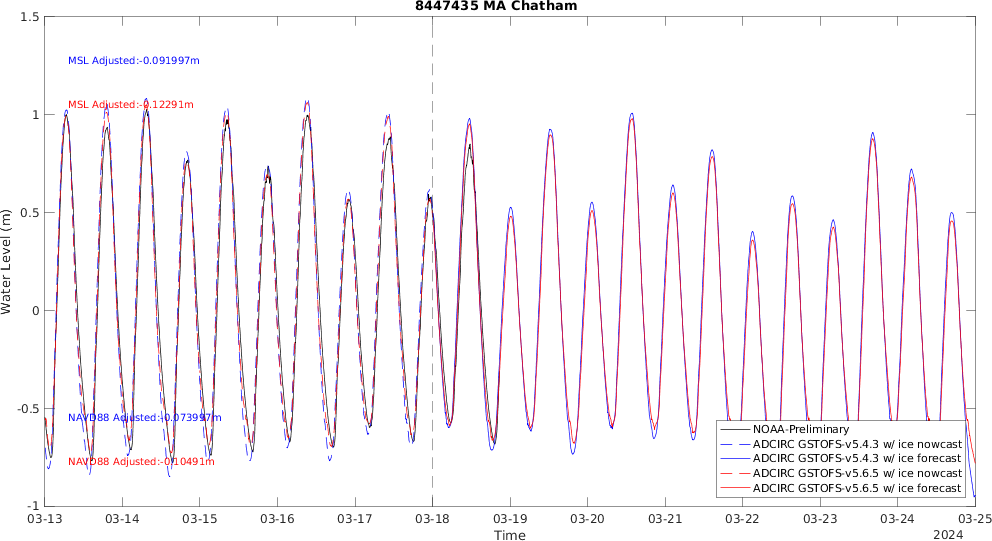 8447435 MA Chatham
1.5
MSL Adjusted:-0.091997m
MSL Adjusted:-0.12291m
1
0.5
Water Level (m)
0
-0.5
NAVD88 Adjusted:-0.073997m
NAVD88 Adjusted:-0.10491m
NOAA-Preliminary
ADCIRC GSTOFS-v5.4.3 w/ ice nowcast
ADCIRC GSTOFS-v5.4.3 w/ ice forecast
ADCIRC GSTOFS-v5.6.5 w/ ice nowcast
ADCIRC GSTOFS-v5.6.5 w/ ice forecast
-1
03-13 03-14 03-15 03-16 03-17 03-18 03-19 03-20 03-21 03-22 03-23 03-24 03-25
Time
2024